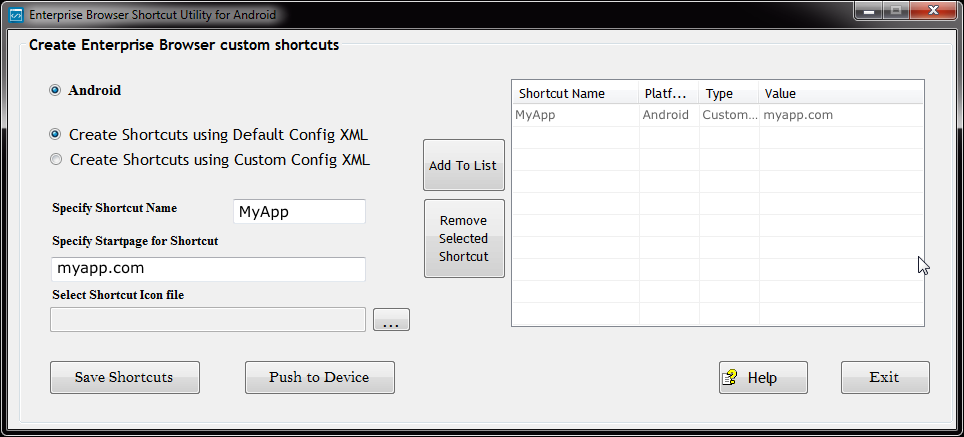 Enterprise Browser Shortcut Utility for Android
Create Enterprise Browser custom shortcuts
Android
Create Shortcuts using Default Config XML
Create Shortcuts using Custom Config XML
Specify Shortcut Name
MyApp
Specify Startpage for Shortcut
myapp.com
Select Shortcut Icon file
...
Add To List
Remove
Selected
Shortcut
Shortcut Name Platf... Type Value
MyApp Android Custom... myapp.com
Save Shortcuts
Push to Device
Help
Exit